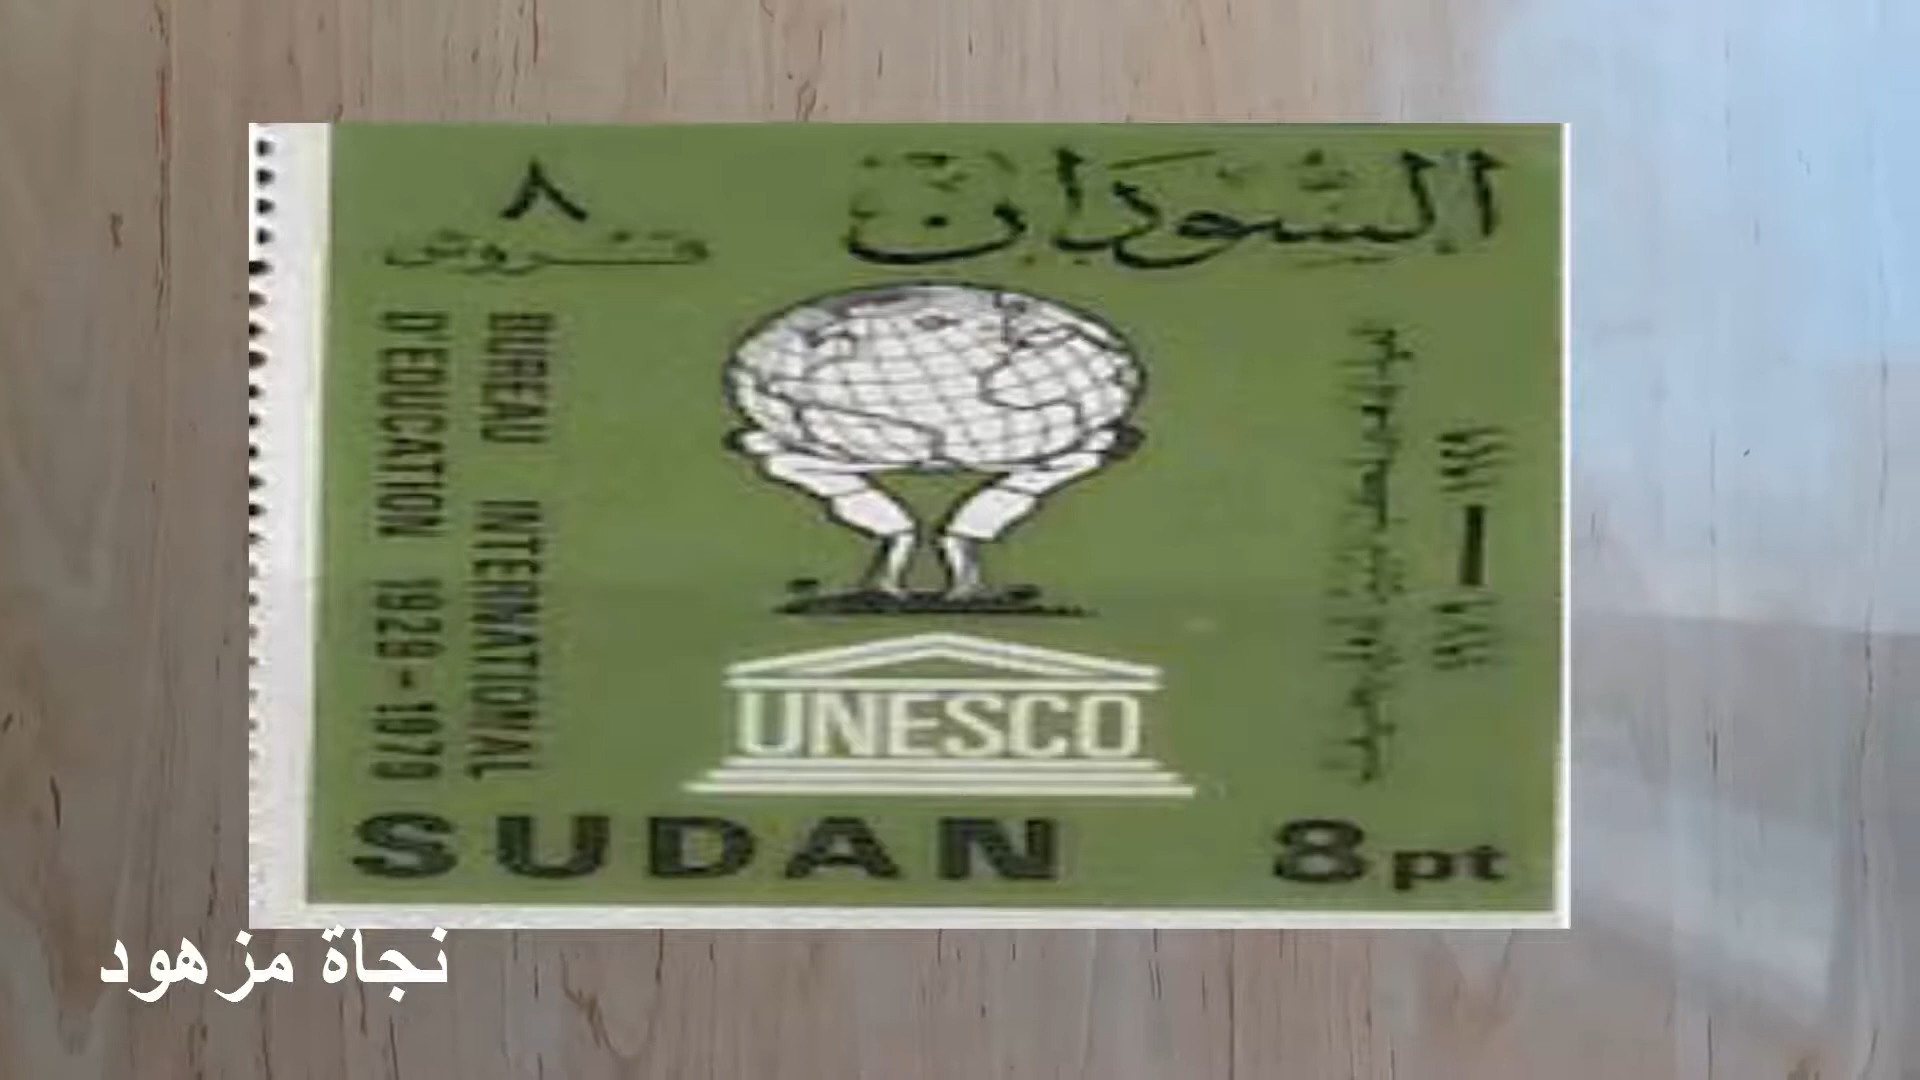 السودان
٨
قروش
BUREAU INTERNATIONAL
D'EDUCATION 1929-1979
UNESCO
SUDAN
8pt
نجاة مزهود